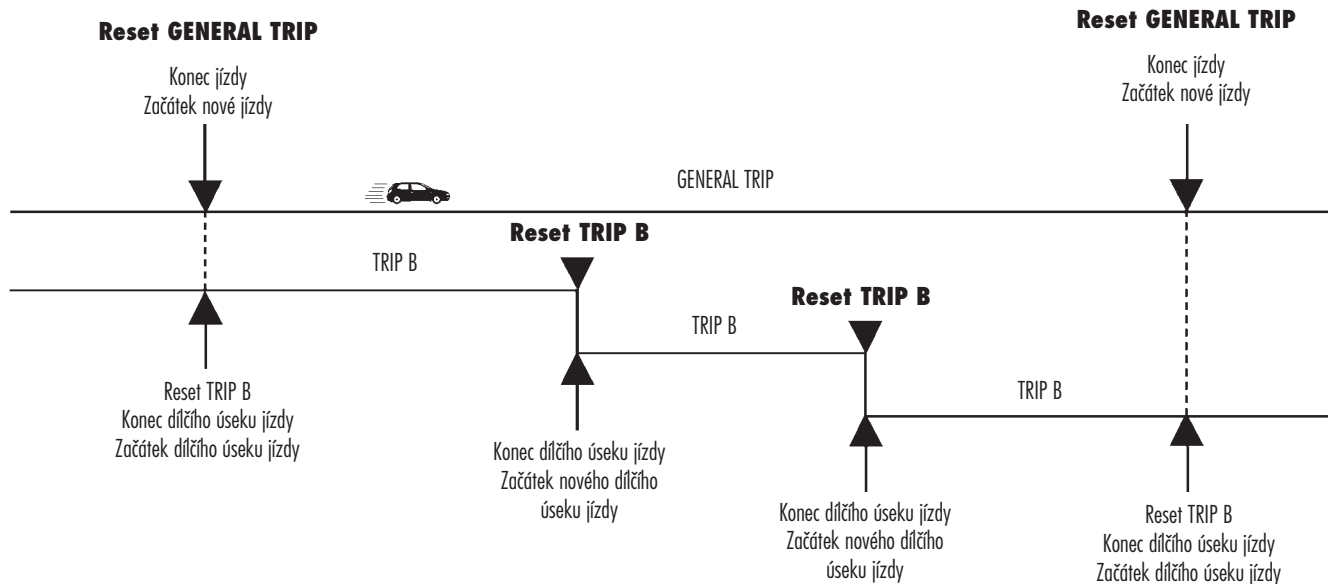 Reset GENERAL TRIP
Konec jízdy
Začátek nové jízdy
Reset GENERAL TRIP
Konec jízdy
Začátek nové jízdy
GENERAL TRIP
Reset TRIP B
TRIP B
Reset TRIP B
TRIP B
TRIP B
Reset TRIP B
Konec dílčího úseku jízdy
Začátek dílčího úseku jízdy
Konec dílčího úseku jízdy
Začátek nového dílčího
úseku jízdy
Konec dílčího úseku jízdy
Začátek nového dílčího
úseku jízdy
Reset TRIP B
Konec dílčího úseku jízdy
Začátek dílčího úseku jízdy